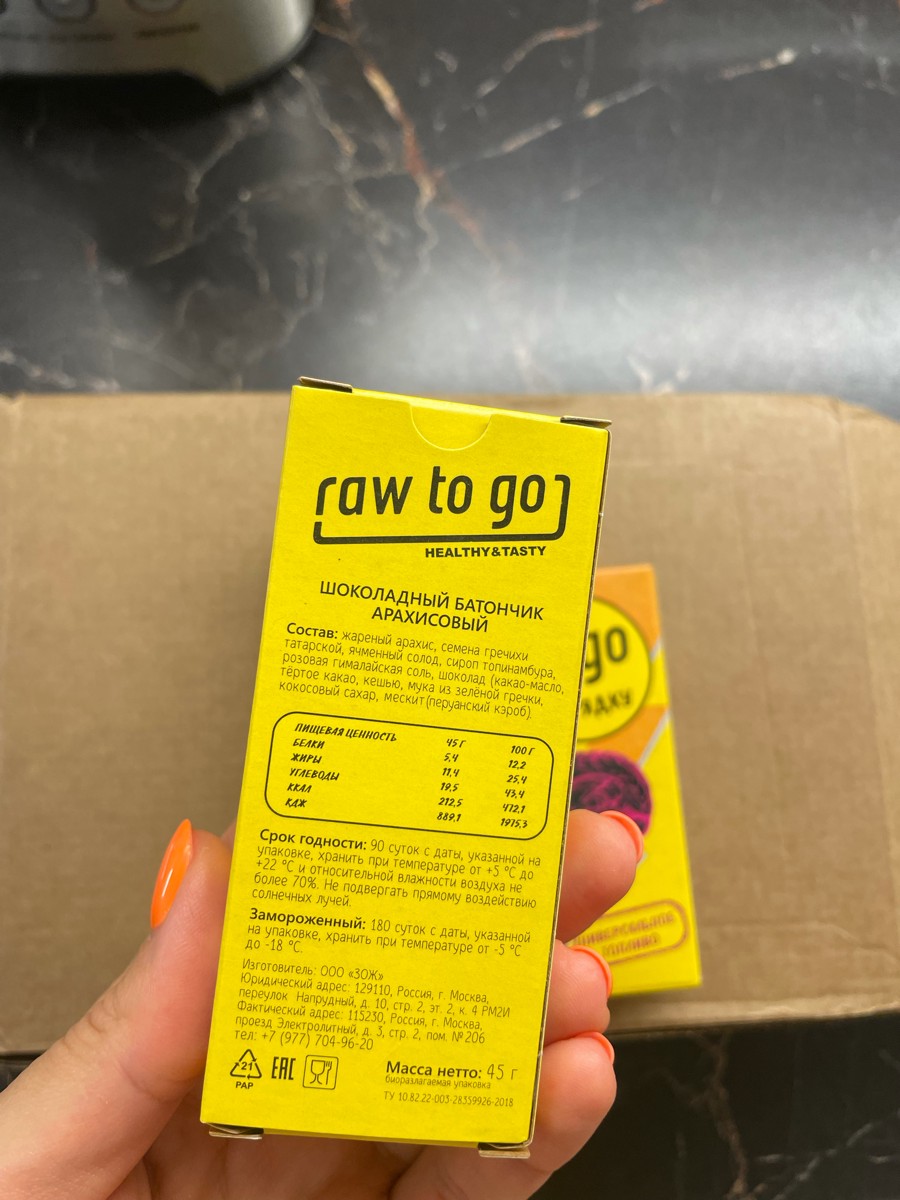 raw to go
HEALTHY&TASTY
ШОКОЛАДНЫЙ БАТОНЧИК
АРАХИСОВЫЙ
Состав: жареный арахис, семена гречихи
татарской, ячменный солод, сироп топинамбура,
розовая гималайская соль, шоколад (какао-масло,
тёртое какао, кешью, мука из зелёной гречки,
кокосовый сахар, мескит (перуанский кэроб).
ПИЩЕВАЯ ЦЕННОСТЬ 45 Г 100 Г
БЕЛКИ 5,4 12,2
ЖИРЫ 11,4 25,4
УГЛЕВОДЫ 19,5 43,4
ККАЛ 212,5 472,1
КДЖ 889,1 1975,3
Срок годности: 90 суток с даты, указанной на
упаковке, хранить при температуре от +5 °C до
+22 °C и относительной влажности воздуха не
более 70%. Не подвергать прямому воздействию
солнечных лучей.
Замороженный: 180 суток с даты, указанной
на упаковке, хранить при температуре от -5 °C
до -18 °C.
Изготовитель: ООО «ЗОЖ»
Юридический адрес: 129110, Россия, г. Москва,
переулок Напрудный, д. 10, стр. 2, эт. 2, к. 4 РМ2И
Фактический адрес: 115230, Россия, г. Москва,
проезд Электролитный, д. 3, стр. 2, пом. № 206
тел: +7 (977) 704-96-20
21
PAP
EAC
Масса нетто: 45 г
биоразлагаемая упаковка
ТУ 10.82.22-003-28359926-2018
go
ТОПЛИВО